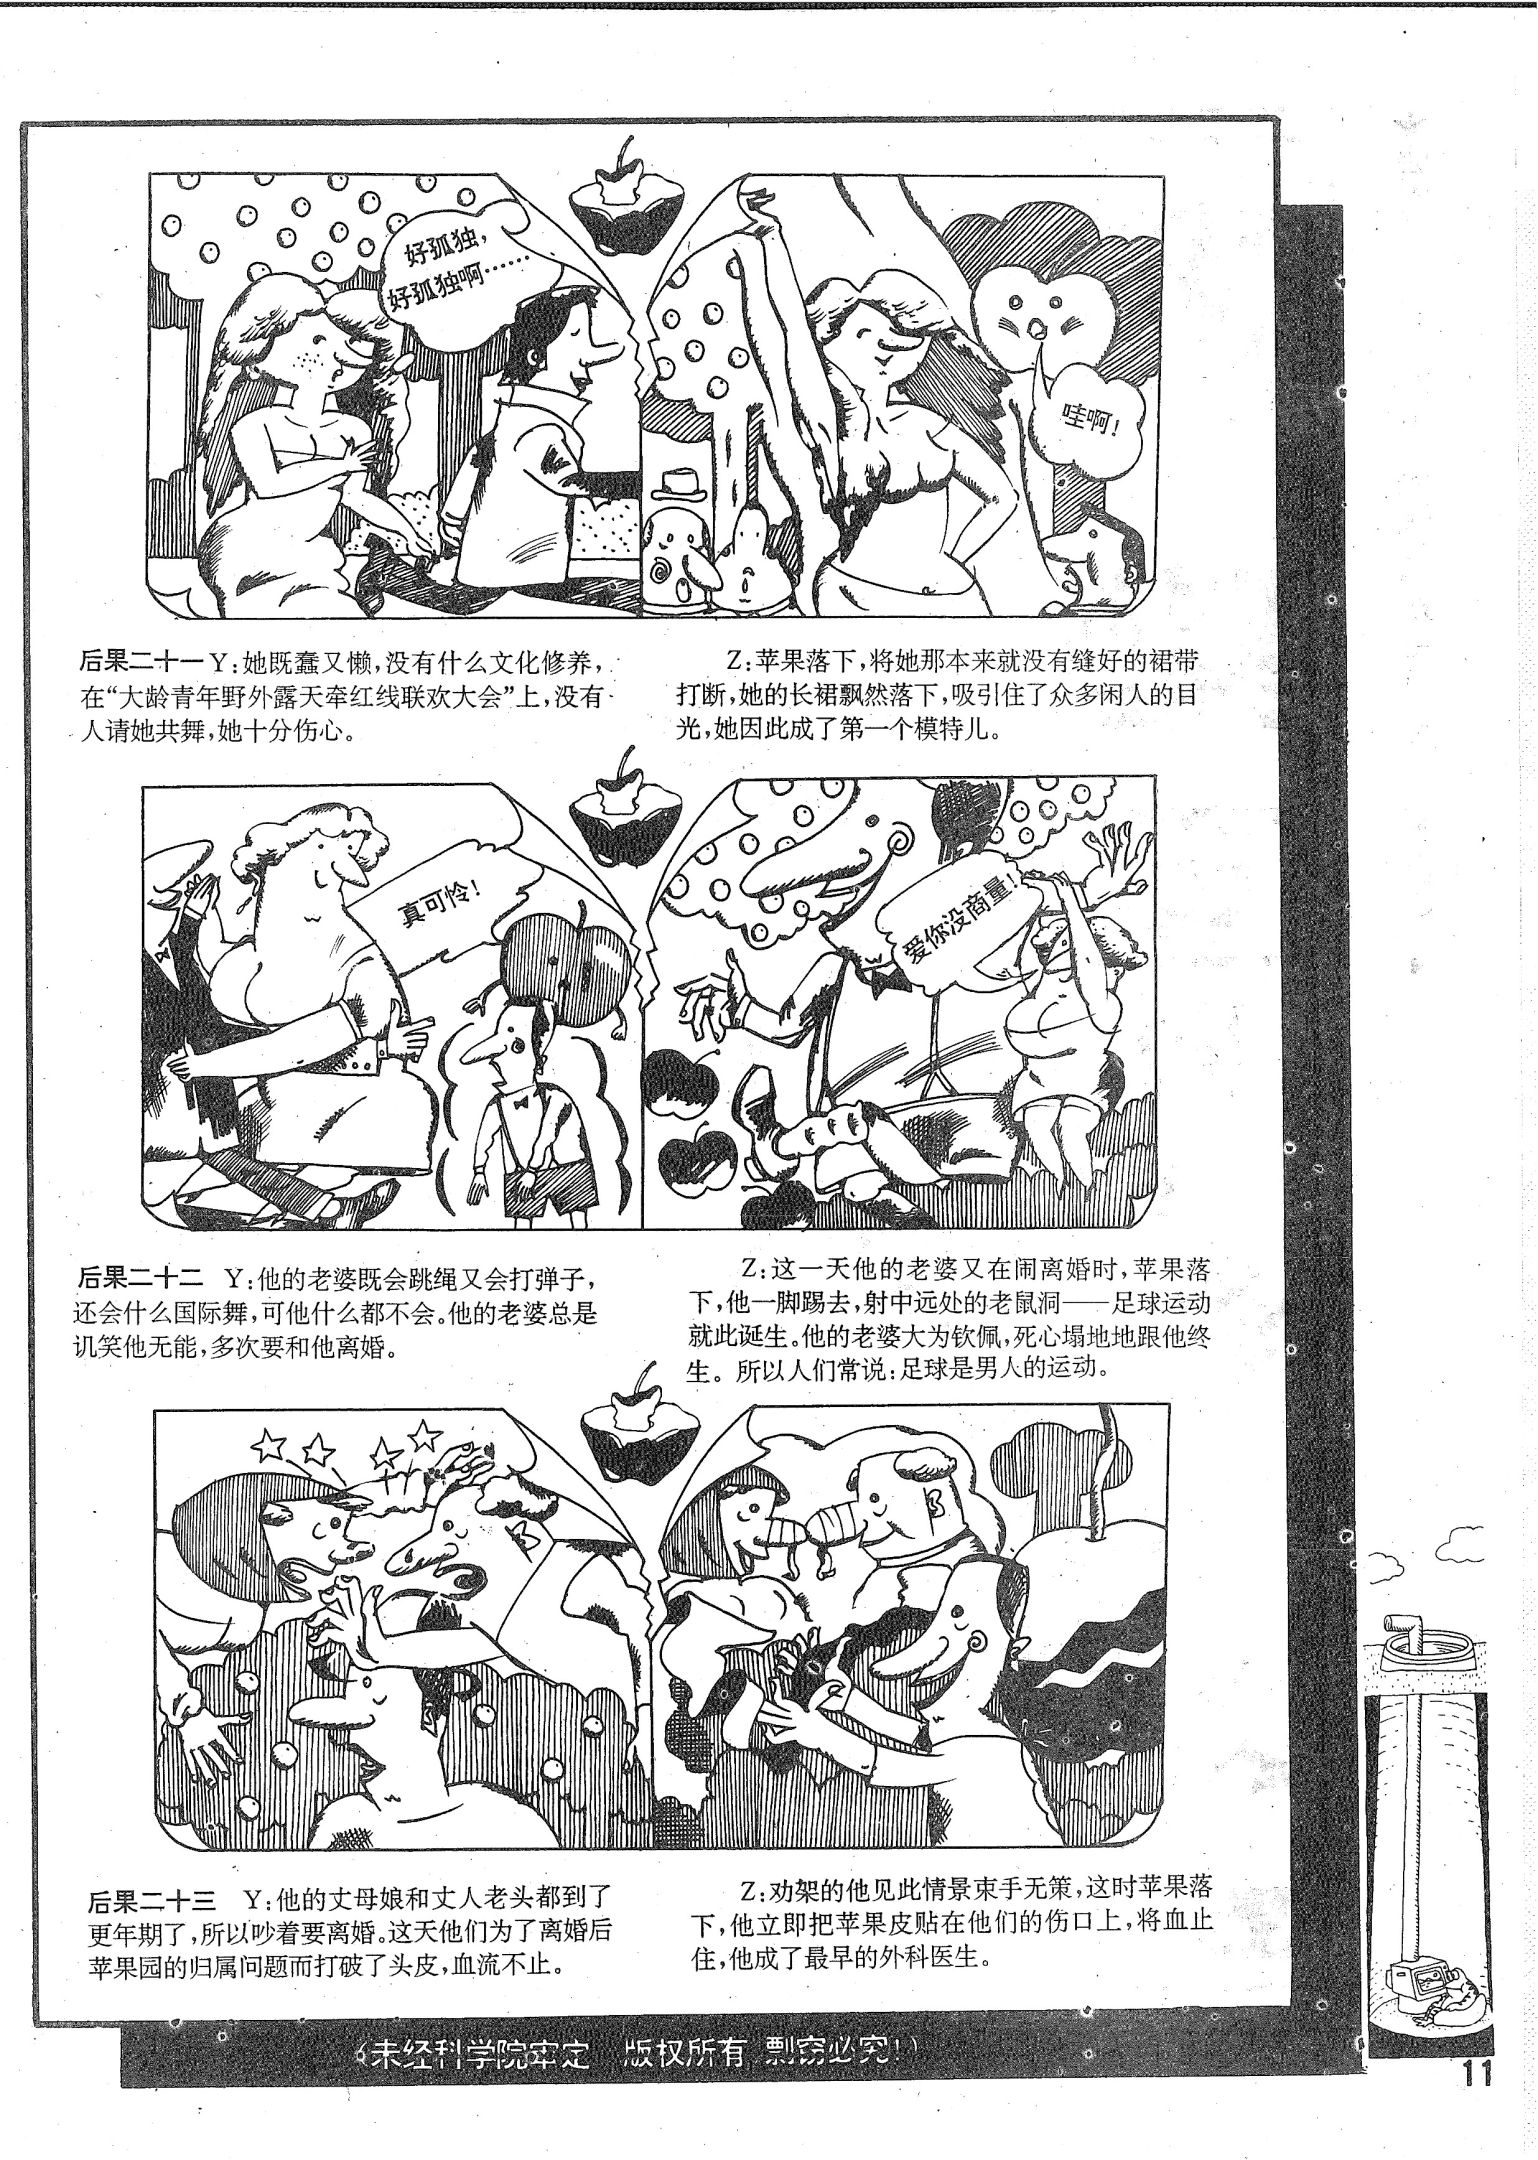 好孤独，
好孤独啊……
哇啊！
后果二十一 Y：她既蠢又懒，没有什么文化修养，
在“大龄青年野外露天牵红线联欢大会”上，没有
人请她共舞，她十分伤心。
Z：苹果落下，将她那本来就没有缝好的裙带
打断，她的长裙飘然落下，吸引住了众多闲人的目
光，她因此成了第一个模特儿。
真可怜！
爱你没商量！
后果二十二 Y：他的老婆既会跳绳又会打弹子，
还会什么国际舞，可他什么都不会。他的老婆总是
讥笑他无能，多次要和他离婚。
Z：这一天他的老婆又在闹离婚时，苹果落
下，他一脚踢去，射中远处的老鼠洞——足球运动
就此诞生。他的老婆大为钦佩，死心塌地地跟他终
生。所以人们常说：足球是男人的运动。
后果二十三 Y：他的丈母娘和丈人老头都到了
更年期了，所以吵着要离婚。这天他们为了离婚后
苹果园的归属问题而打破了头皮，血流不止。
Z：劝架的他见此情景束手无策，这时苹果落
下，他立即把苹果皮贴在他们的伤口上，将血止
住，他成了最早的外科医生。
（未经科学院审定 版权所有 剽窃必究！）
11